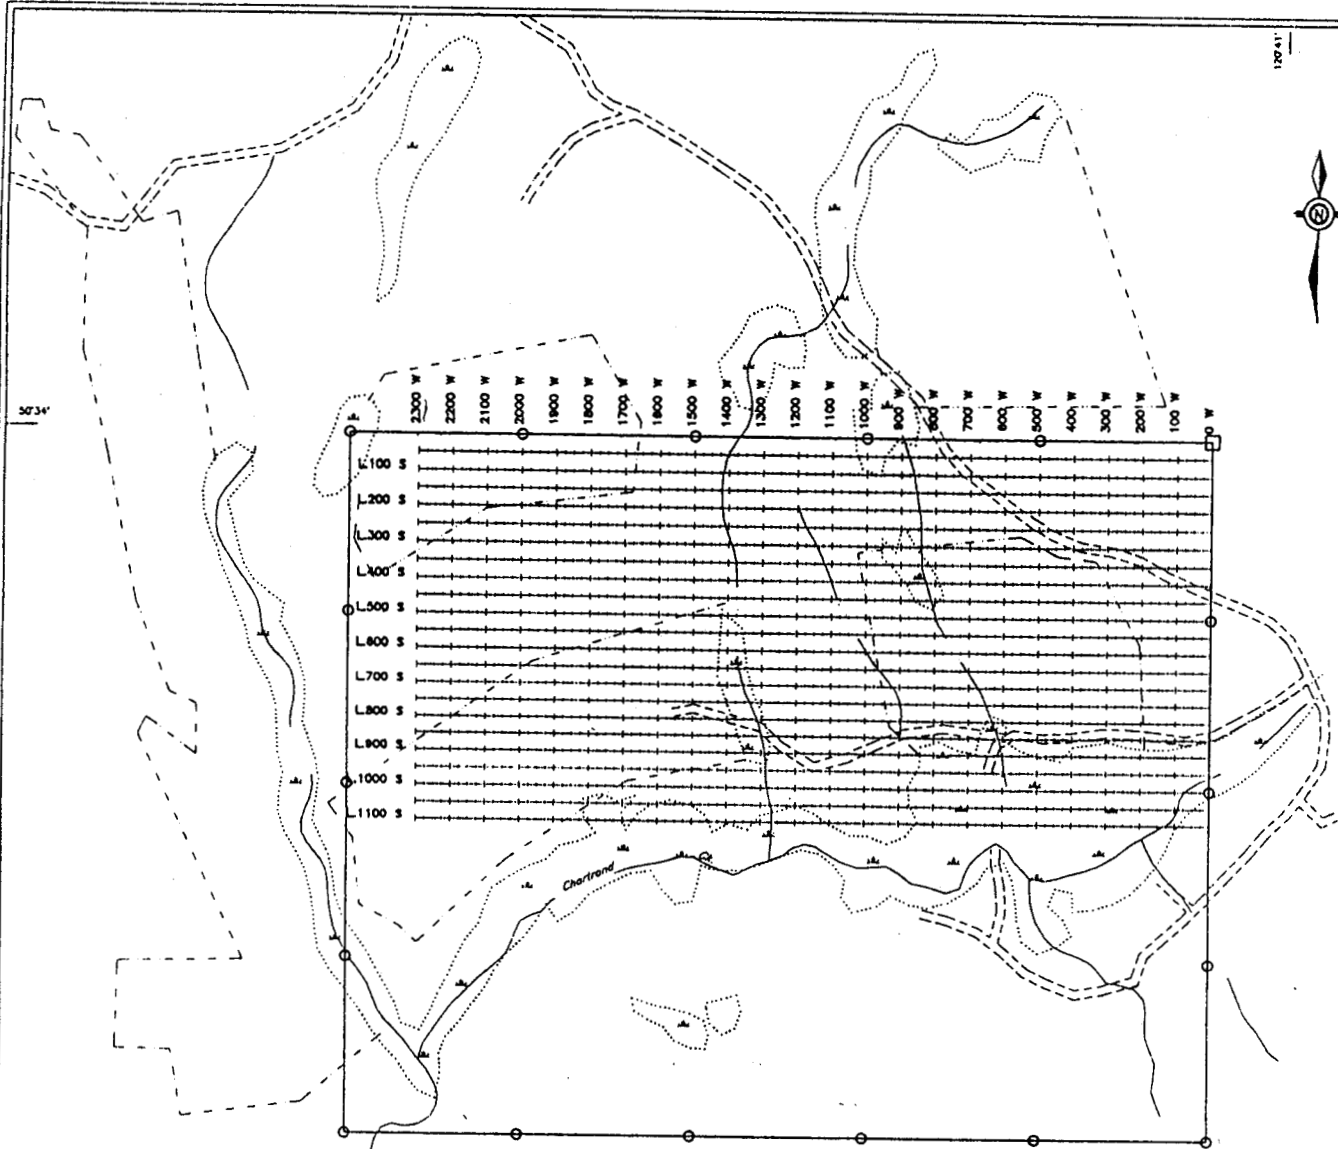 120°41'
N
50°34'
2300 W
2200 W
2100 W
2000 W
1900 W
1800 W
1700 W
1600 W
1500 W
1400 W
1300 W
1200 W
1100 W
1000 W
900 W
800 W
700 W
600 W
500 W
400 W
300 W
200 W
100 W
0 W
L.100 S
L.200 S
L.300 S
L.400 S
L.500 S
L.600 S
L.700 S
L.800 S
L.900 S
L.1000 S
L.1100 S
Chartrand